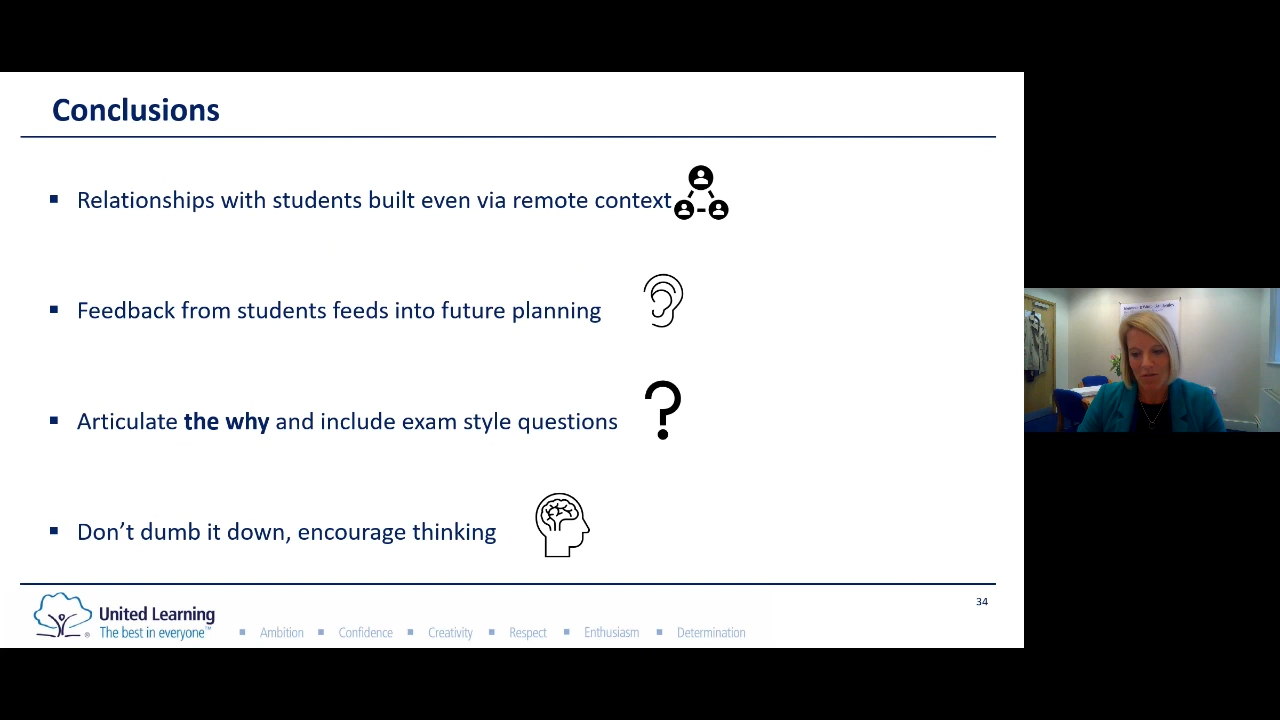 Conclusions
▪ Relationships with students built even via remote context
▪ Feedback from students feeds into future planning
▪ Articulate the why and include exam style questions
?
▪ Don’t dumb it down, encourage thinking
34
United Learning
The best in everyone™
®
▪ Ambition ▪ Confidence ▪ Creativity ▪ Respect ▪ Enthusiasm ▪ Determination